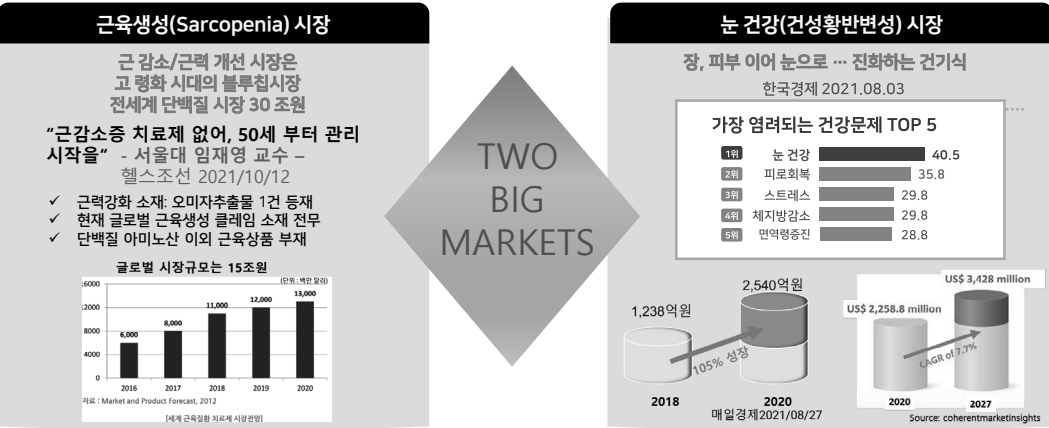 근육생성(Sarcopenia) 시장
근 감소/근력 개선 시장은
고 령화 시대의 블루칩시장
전세계 단백질 시장 30 조원
“근감소증 치료제 없어, 50세 부터 관리
시작을“ - 서울대 임재영 교수 –
헬스조선 2021/10/12
✓ 근력강화 소재: 오미자추출물 1건 등재
✓ 현재 글로벌 근육생성 클레임 소재 전무
✓ 단백질 아미노산 이외 근육상품 부재
글로벌 시장규모는 15조원
(단위 : 백만 달러)
16000
12000
8000
4000
0
6,000
8,000
11,000
12,000
13,000
2016 2017 2018 2019 2020
자료 : Market and Product Forecast, 2012
[세계 근육질환 치료제 시장전망]
TWO
BIG
MARKETS
눈 건강(건성황반변성) 시장
장, 피부 이어 눈으로 … 진화하는 건기식
한국경제 2021.08.03
가장 염려되는 건강문제 TOP 5
1위 눈 건강 40.5
2위 피로회복 35.8
3위 스트레스 29.8
4위 체지방감소 29.8
5위 면역령증진 28.8
1,238억원
2,540억원
105% 성장
2018 2020
매일경제2021/08/27
US$ 2,258.8 million
US$ 3,428 million
CAGR of 7.7%
2020 2027
Source: coherentmarketinsights